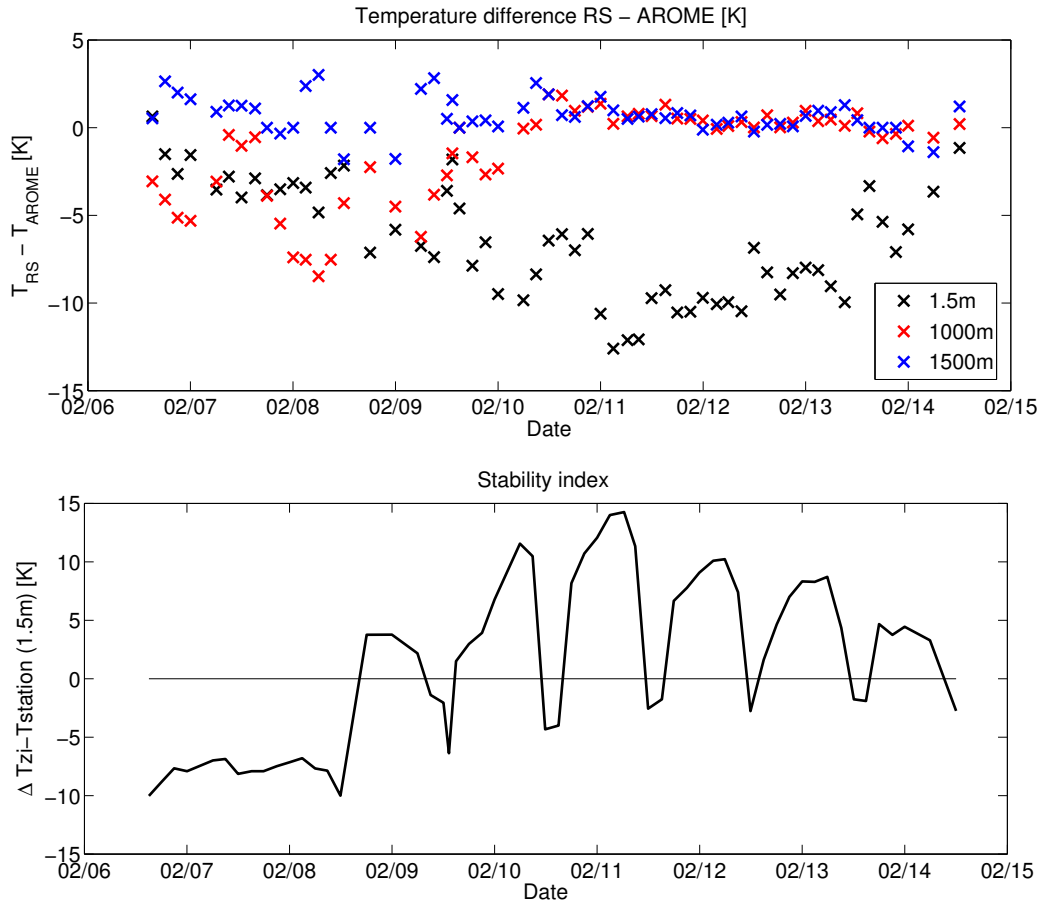 Temperature difference RS − AROME [K]
T_RS − T_AROME [K]
5
0
−5
−10
−15
1.5m
1000m
1500m
02/06 02/07 02/08 02/09 02/10 02/11 02/12 02/13 02/14 02/15
Date
Stability index
Δ Tzi−Tstation (1.5m) [K]
15
10
5
0
−5
−10
−15
02/06 02/07 02/08 02/09 02/10 02/11 02/12 02/13 02/14 02/15
Date